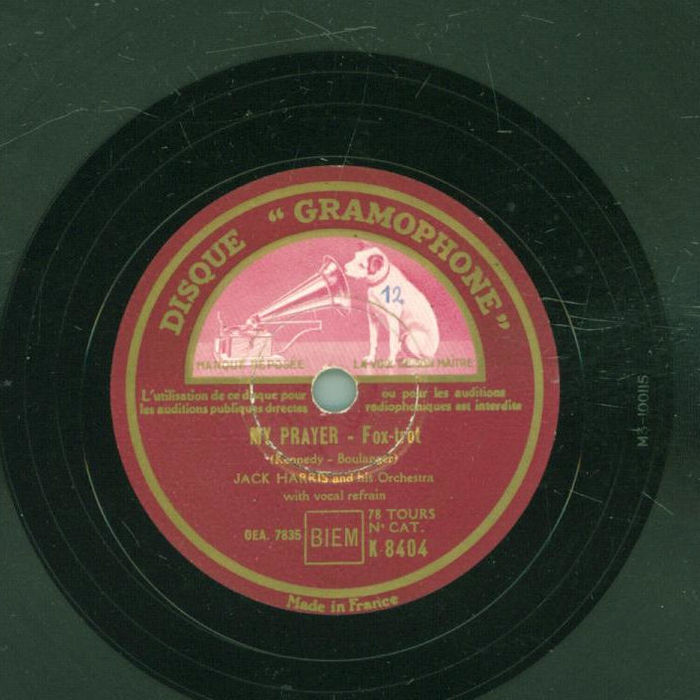 DISQUE "GRAMOPHONE"
12
MARQUE DÉPOSÉE LA VOIX DE SON MAÎTRE
L'utilisation de ce disque pour ou pour les auditions
les auditions publiques directes radiophoniques est interdite
MY PRAYER - Fox-trot
(Kennedy - Boulanger)
JACK HARRIS and his Orchestra
with vocal refrain
78 TOURS
OEA. 7835 BIEM Nº CAT.
K-8404
Made in France
M3-100115